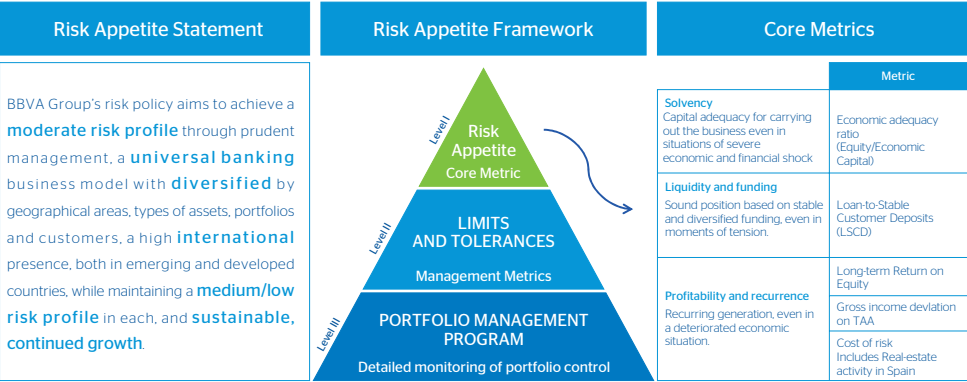 Risk Appetite Statement
BBVA Group's risk policy aims to achieve a
moderate risk profile through prudent
management, a universal banking
business model with diversified by
geographical areas, types of assets, portfolios
and customers, a high international
presence, both in emerging and developed
countries, while maintaining a medium/low
risk profile in each, and sustainable,
continued growth.
Risk Appetite Framework
Level I
Risk
Appetite
Core Metric
Level II
LIMITS
AND TOLERANCES
Management Metrics
Level III
PORTFOLIO MANAGEMENT
PROGRAM
Detailed monitoring of portfolio control
Core Metrics
Metric
Solvency
Capital adequacy for carrying
out the business even in
situations of severe
economic and financial shock
Economic adequacy
ratio
(Equity/Economic
Capital)
Liquidity and funding
Sound position based on stable
and diversified funding, even in
moments of tension.
Loan-to-Stable
Customer Deposits
(LSCD)
Profitability and recurrence
Recurring generation, even in
a deteriorated economic
situation.
Long-term Return on
Equity
Gross income devlation
on TAA
Cost of risk
Includes Real-estate
activity in Spain